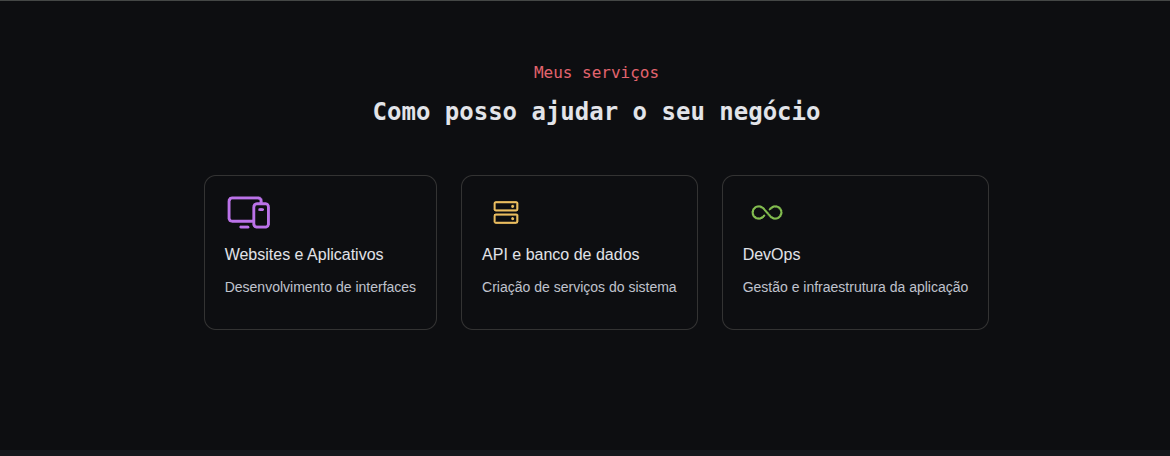 Meus serviços
Como posso ajudar o seu negócio
Websites e Aplicativos
Desenvolvimento de interfaces
API e banco de dados
Criação de serviços do sistema
DevOps
Gestão e infraestrutura da aplicação